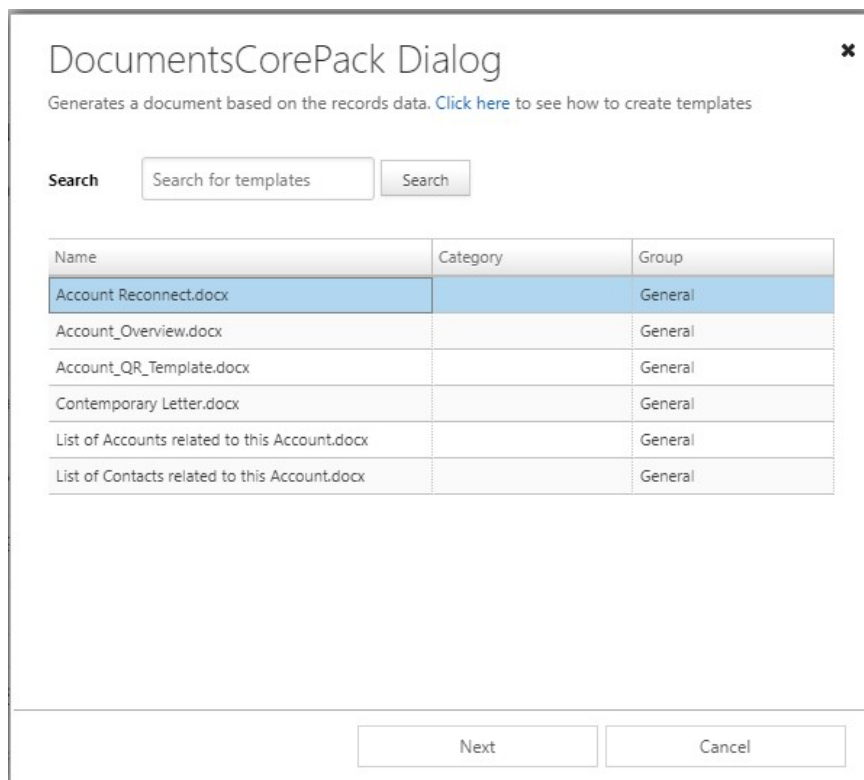 DocumentsCorePack Dialog
Generates a document based on the records data. Click here to see how to create templates
Search Search for templates Search
Name Category Group
Account Reconnect.docx General
Account_Overview.docx General
Account_QR_Template.docx General
Contemporary Letter.docx General
List of Accounts related to this Account.docx General
List of Contacts related to this Account.docx General
Next Cancel